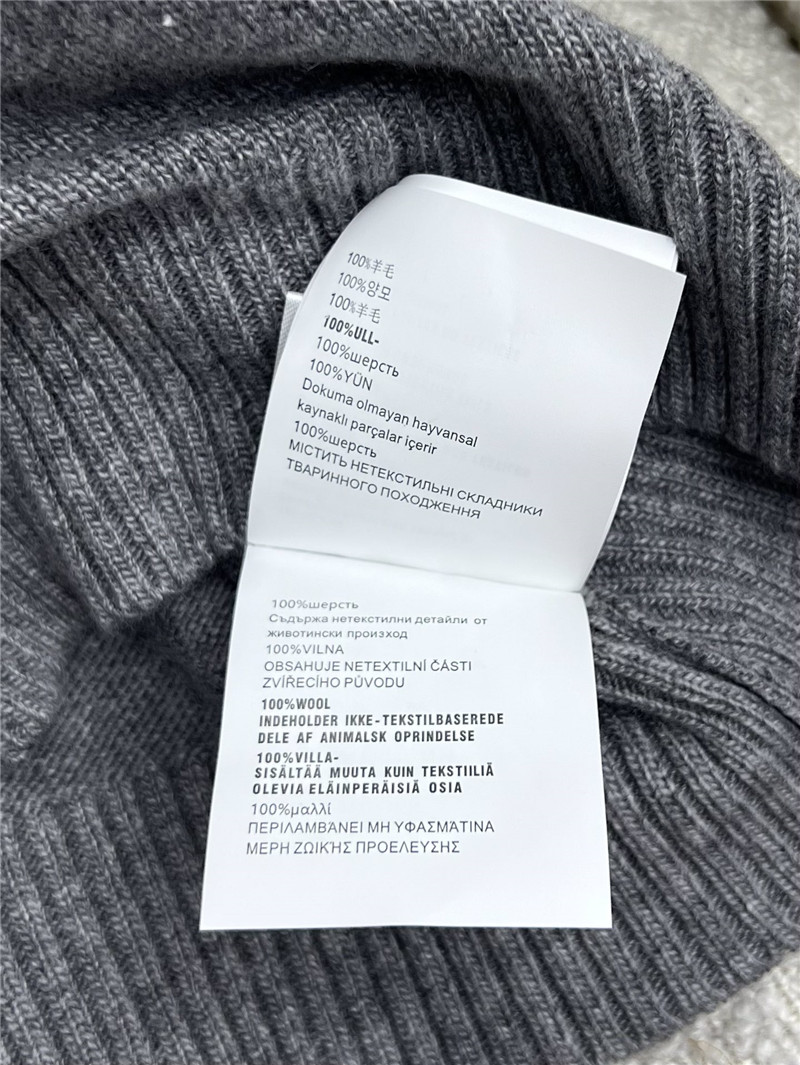 100%羊毛
100%양모
100%羊毛
100%ULL-
100%шерсть
100%YÜN
Dokuma olmayan hayvansal
kaynaklı parçalar içerir
100%шерсть
МІСТИТЬ НЕТЕКСТИЛЬНІ СКЛАДНИКИ
ТВАРИННОГО ПОХОДЖЕННЯ
100%шерсть
Съдържа нетекстилни детайли от
животински произход
100%VILNA
OBSAHUJE NETEXTILNÍ ČÁSTI
ZVÍŘECÍHO PŮVODU
100%WOOL
INDEHOLDER IKKE-TEKSTILBASEREDE
DELE AF ANIMALSK OPRINDELSE
100%VILLA-
SISÄLTÄÄ MUUTA KUIN TEKSTIILIÄ
OLEVIA ELÄINPERÄISIÄ OSIA
100%μαλλί
ΠΕΡΙΛΑΜΒΆΝΕΙ ΜΗ ΥΦΑΣΜΆΤΙΝΑ
ΜΕΡΗ ΖΩΙΚΉΣ ΠΡΟΕΛΕΥΣΗΣ